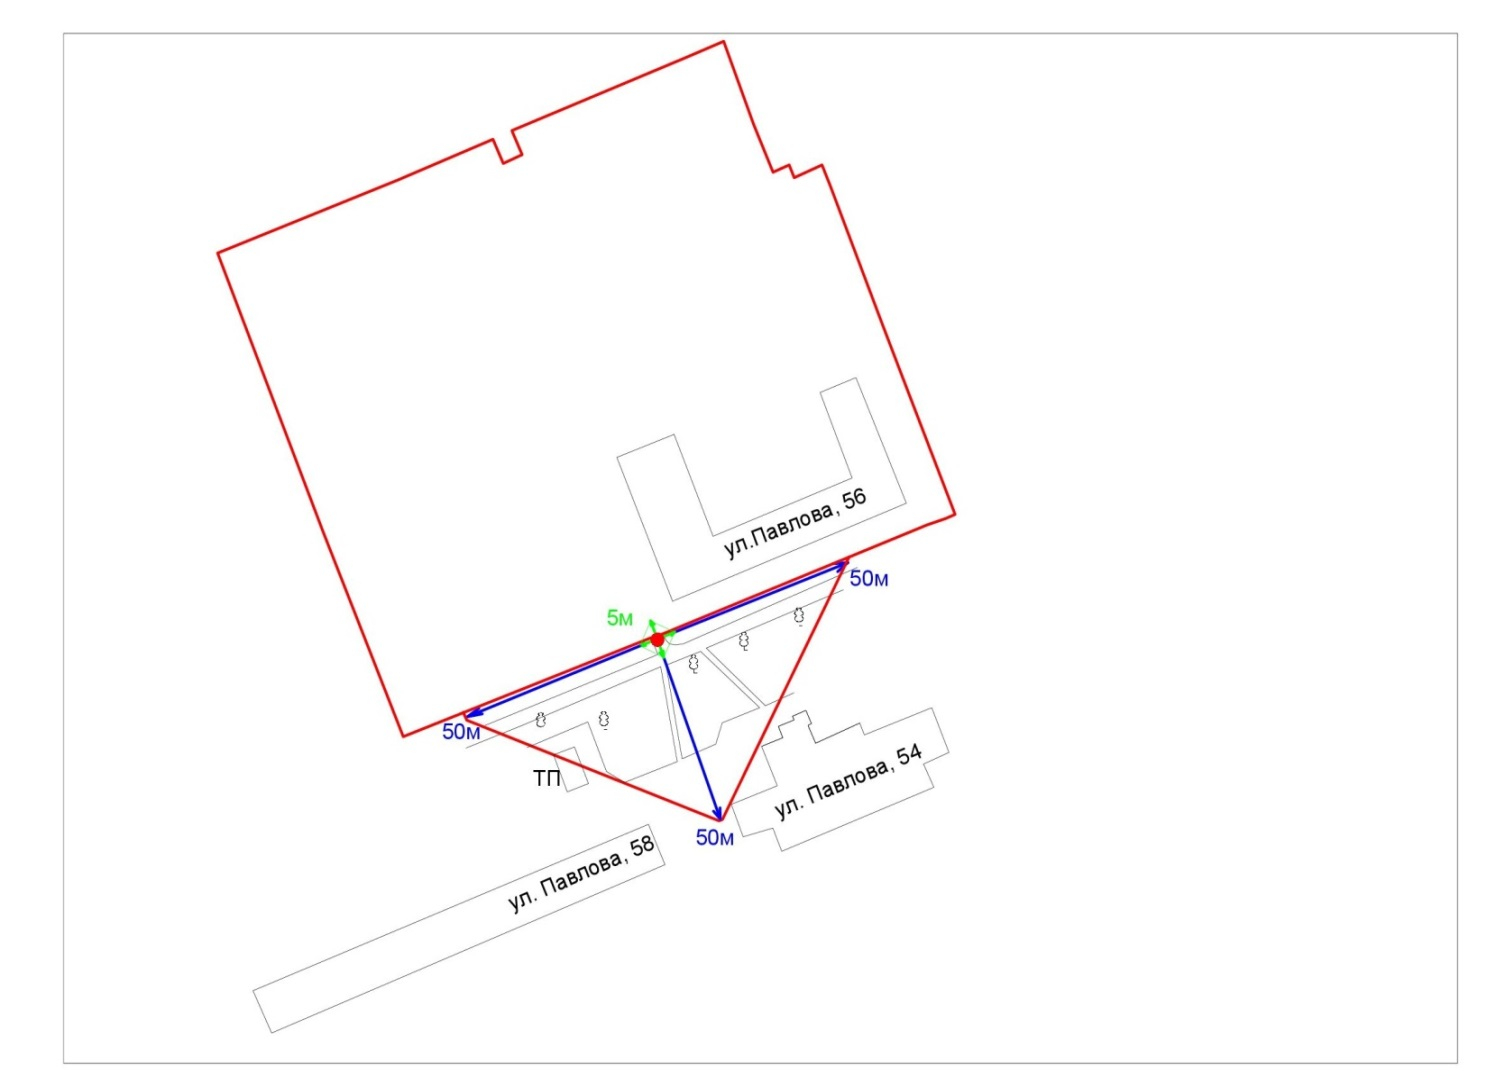 ул.Павлова, 56
50м
5м
50м
ТП
ул. Павлова, 54
50м
ул. Павлова, 58